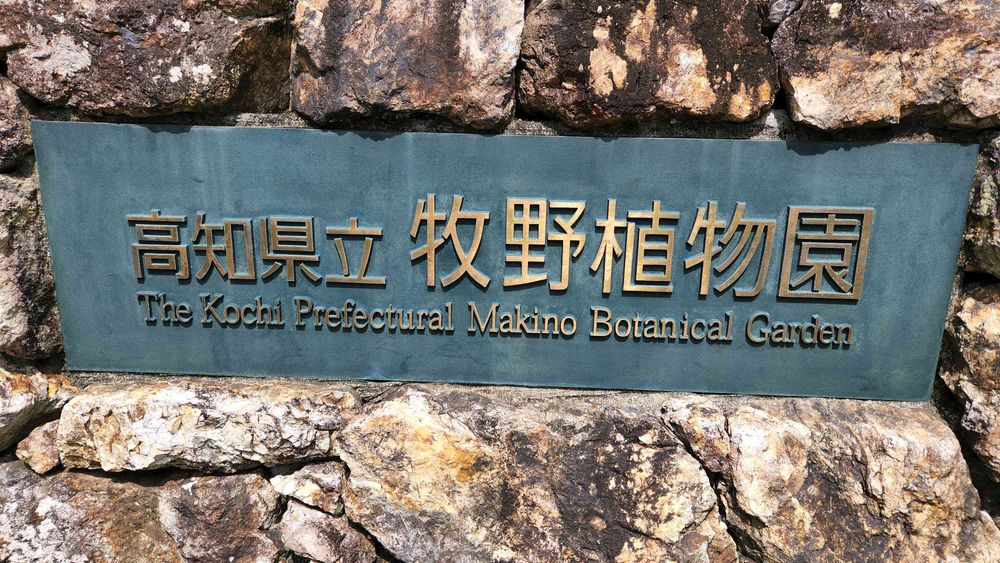 高知県立 牧野植物園
The Kochi Prefectural Makino Botanical Garden